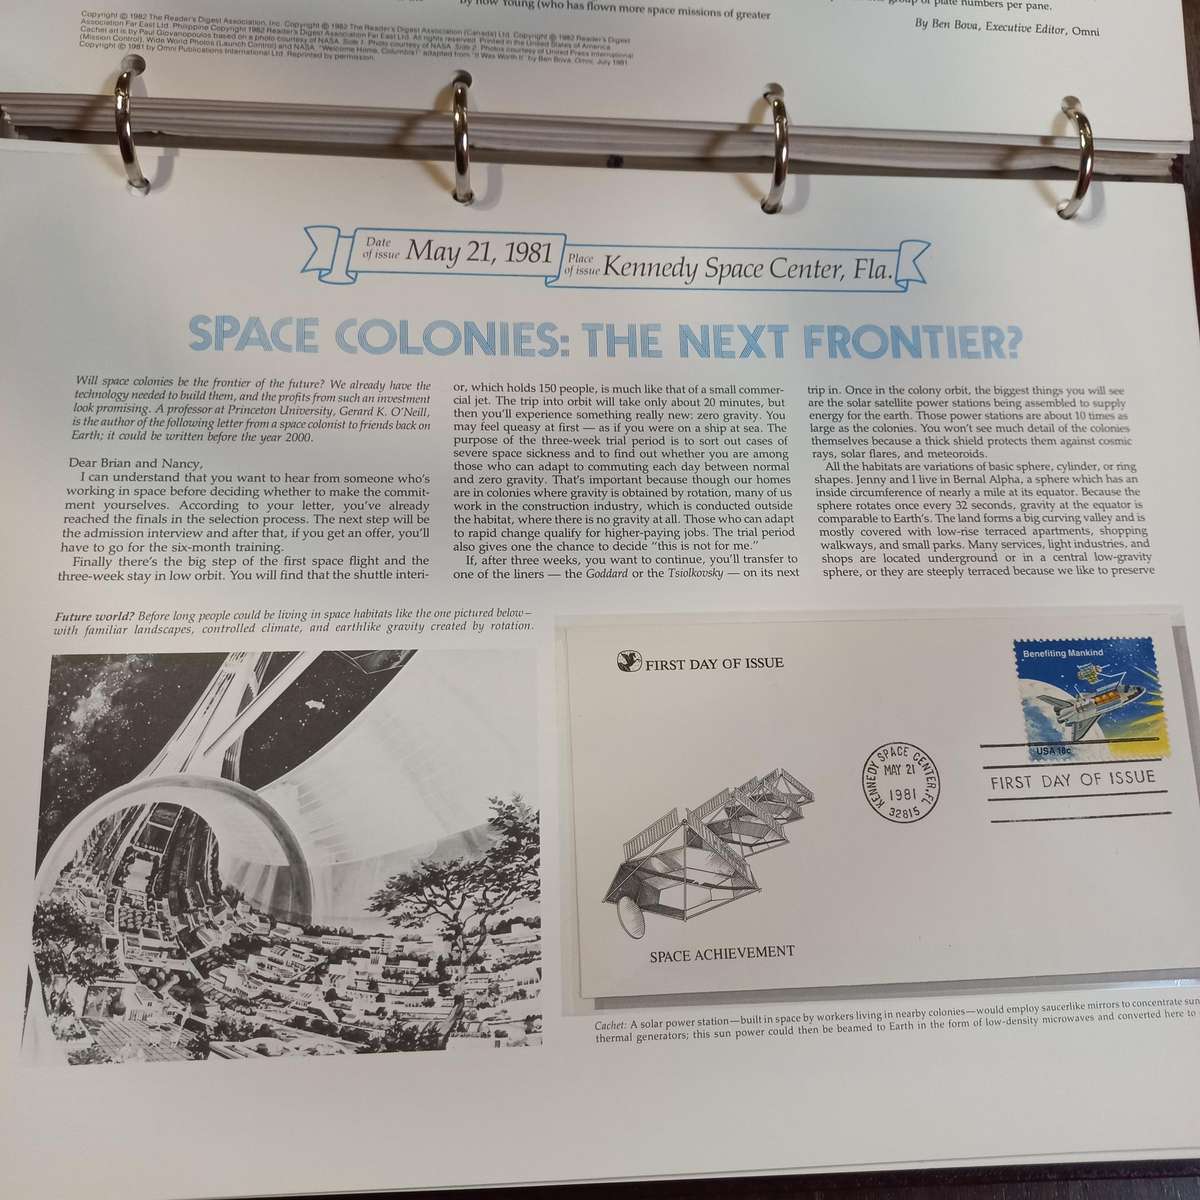 by now Young (who has flown more space missions of greater
group of plate numbers per pane.
By Ben Bova, Executive Editor, Omni
Copyright © 1982 The Reader's Digest Association, Inc. Copyright © 1982 The Reader's Digest Association (Canada) Ltd. Copyright © 1982 Reader's Digest
Association Far East Ltd. Philippine Copyright 1982 Reader's Digest Association Far East Ltd. All rights reserved. Printed in the United States of America.
Cachet art is by Paul Giovanopoulos based on a photo courtesy of NASA. Side 1: Photo courtesy of NASA. Side 2: Photos courtesy of United Press International
(Mission Control), Wide World Photos (Launch Control) and NASA. "Welcome Home, Columbia!" adapted from "It Was Worth It" by Ben Bova, Omni, July 1981.
Copyright © 1981 by Omni Publications International Ltd. Reprinted by permission.
Date of issue May 21, 1981
Place of issue Kennedy Space Center, Fla.
SPACE COLONIES: THE NEXT FRONTIER?
Will space colonies be the frontier of the future? We already have the
technology needed to build them, and the profits from such an investment
look promising. A professor at Princeton University, Gerard K. O'Neill,
is the author of the following letter from a space colonist to friends back on
Earth; it could be written before the year 2000.
Dear Brian and Nancy,
I can understand that you want to hear from someone who's
working in space before deciding whether to make the commit-
ment yourselves. According to your letter, you've already
reached the finals in the selection process. The next step will be
the admission interview and after that, if you get an offer, you'll
have to go for the six-month training.
Finally there's the big step of the first space flight and the
three-week stay in low orbit. You will find that the shuttle interi-
or, which holds 150 people, is much like that of a small commer-
cial jet. The trip into orbit will take only about 20 minutes, but
then you'll experience something really new: zero gravity. You
may feel queasy at first — as if you were on a ship at sea. The
purpose of the three-week trial period is to sort out cases of
severe space sickness and to find out whether you are among
those who can adapt to commuting each day between normal
and zero gravity. That's important because though our homes
are in colonies where gravity is obtained by rotation, many of us
work in the construction industry, which is conducted outside
the habitat, where there is no gravity at all. Those who can adapt
to rapid change qualify for higher-paying jobs. The trial period
also gives one the chance to decide "this is not for me."
If, after three weeks, you want to continue, you'll transfer to
one of the liners — the Goddard or the Tsiolkovsky — on its next
trip in. Once in the colony orbit, the biggest things you will see
are the solar satellite power stations being assembled to supply
energy for the earth. Those power stations are about 10 times as
large as the colonies. You won't see much detail of the colonies
themselves because a thick shield protects them against cosmic
rays, solar flares, and meteoroids.
All the habitats are variations of basic sphere, cylinder, or ring
shapes. Jenny and I live in Bernal Alpha, a sphere which has an
inside circumference of nearly a mile at its equator. Because the
sphere rotates once every 32 seconds, gravity at the equator is
comparable to Earth's. The land forms a big curving valley and is
mostly covered with low-rise terraced apartments, shopping
walkways, and small parks. Many services, light industries, and
shops are located underground or in a central low-gravity
sphere, or they are steeply terraced because we like to preserve
Future world? Before long people could be living in space habitats like the one pictured below—
with familiar landscapes, controlled climate, and earthlike gravity created by rotation.
FIRST DAY OF ISSUE
Benefiting Mankind
USA 18c
KENNEDY SPACE CENTER, FL
MAY 21
1981
32815
FIRST DAY OF ISSUE
SPACE ACHIEVEMENT
Cachet: A solar power station—built in space by workers living in nearby colonies—would employ saucerlike mirrors to concentrate sun
thermal generators; this sun power could then be beamed to Earth in the form of low-density microwaves and converted here to